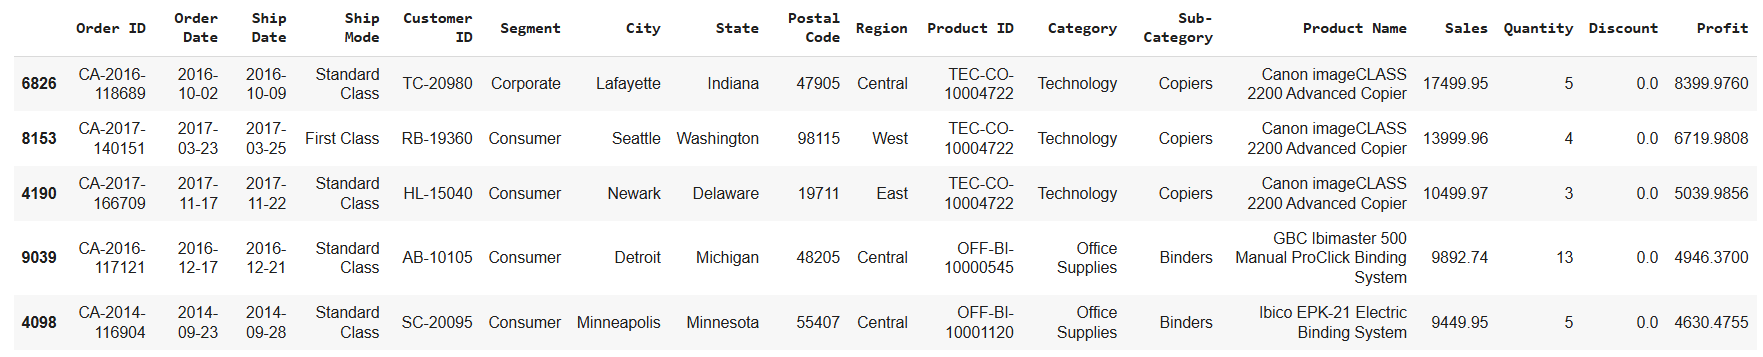 Order ID Order Date Ship Date Ship Mode Customer ID Segment City State Postal Code Region Product ID Category Sub-Category Product Name Sales Quantity Discount Profit
6826 CA-2016-118689 2016-10-02 2016-10-09 Standard Class TC-20980 Corporate Lafayette Indiana 47905 Central TEC-CO-10004722 Technology Copiers Canon imageCLASS 2200 Advanced Copier 17499.95 5 0.0 8399.9760
8153 CA-2017-140151 2017-03-23 2017-03-25 First Class RB-19360 Consumer Seattle Washington 98115 West TEC-CO-10004722 Technology Copiers Canon imageCLASS 2200 Advanced Copier 13999.96 4 0.0 6719.9808
4190 CA-2017-166709 2017-11-17 2017-11-22 Standard Class HL-15040 Consumer Newark Delaware 19711 East TEC-CO-10004722 Technology Copiers Canon imageCLASS 2200 Advanced Copier 10499.97 3 0.0 5039.9856
9039 CA-2016-117121 2016-12-17 2016-12-21 Standard Class AB-10105 Consumer Detroit Michigan 48205 Central OFF-BI-10000545 Office Supplies Binders GBC Ibimaster 500 Manual ProClick Binding System 9892.74 13 0.0 4946.3700
4098 CA-2014-116904 2014-09-23 2014-09-28 Standard Class SC-20095 Consumer Minneapolis Minnesota 55407 Central OFF-BI-10001120 Office Supplies Binders Ibico EPK-21 Electric Binding System 9449.95 5 0.0 4630.4755